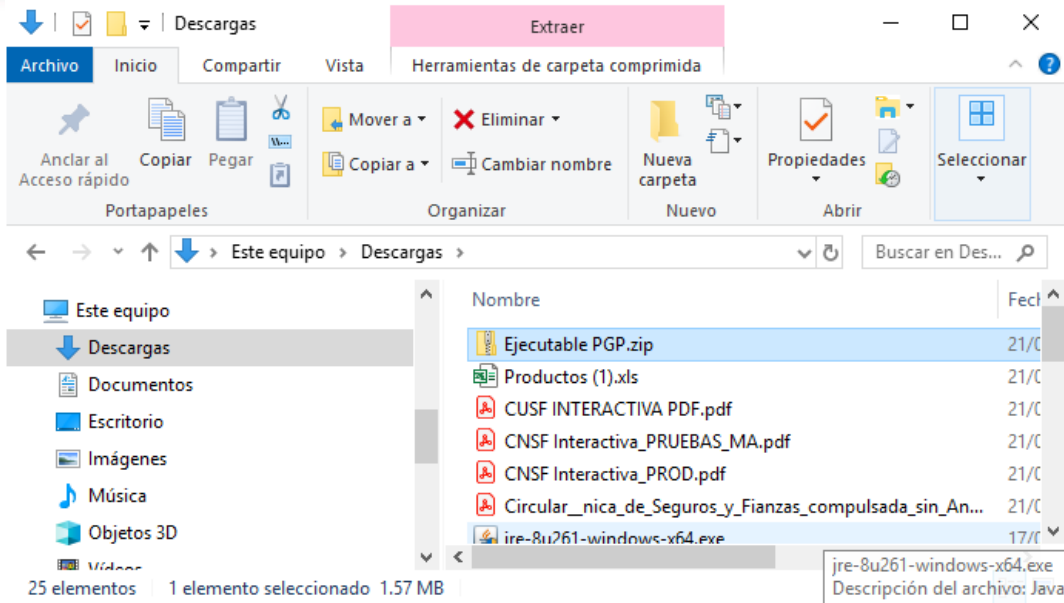 Descargas
Extraer
Archivo Inicio Compartir Vista Herramientas de carpeta comprimida
Anclar al Acceso rápido
Copiar
Pegar
Mover a
Copiar a
Eliminar
Cambiar nombre
Nueva carpeta
Propiedades
Seleccionar
Portapapeles Organizar Nuevo Abrir
Este equipo Descargas Buscar en Des...
Este equipo
Descargas
Documentos
Escritorio
Imágenes
Música
Objetos 3D
Vídeos
Nombre
Ejecutable PGP.zip 21/0
Productos (1).xls 21/0
CUSF INTERACTIVA PDF.pdf 21/0
CNSF Interactiva_PRUEBAS_MA.pdf 21/0
CNSF Interactiva_PROD.pdf 21/0
Circular__nica_de_Seguros_y_Fianzas_compulsada_sin_An... 21/0
jre-8u261-windows-x64.exe 17/0
jre-8u261-windows-x64.exe
Descripción del archivo: Java
25 elementos 1 elemento seleccionado 1.57 MB